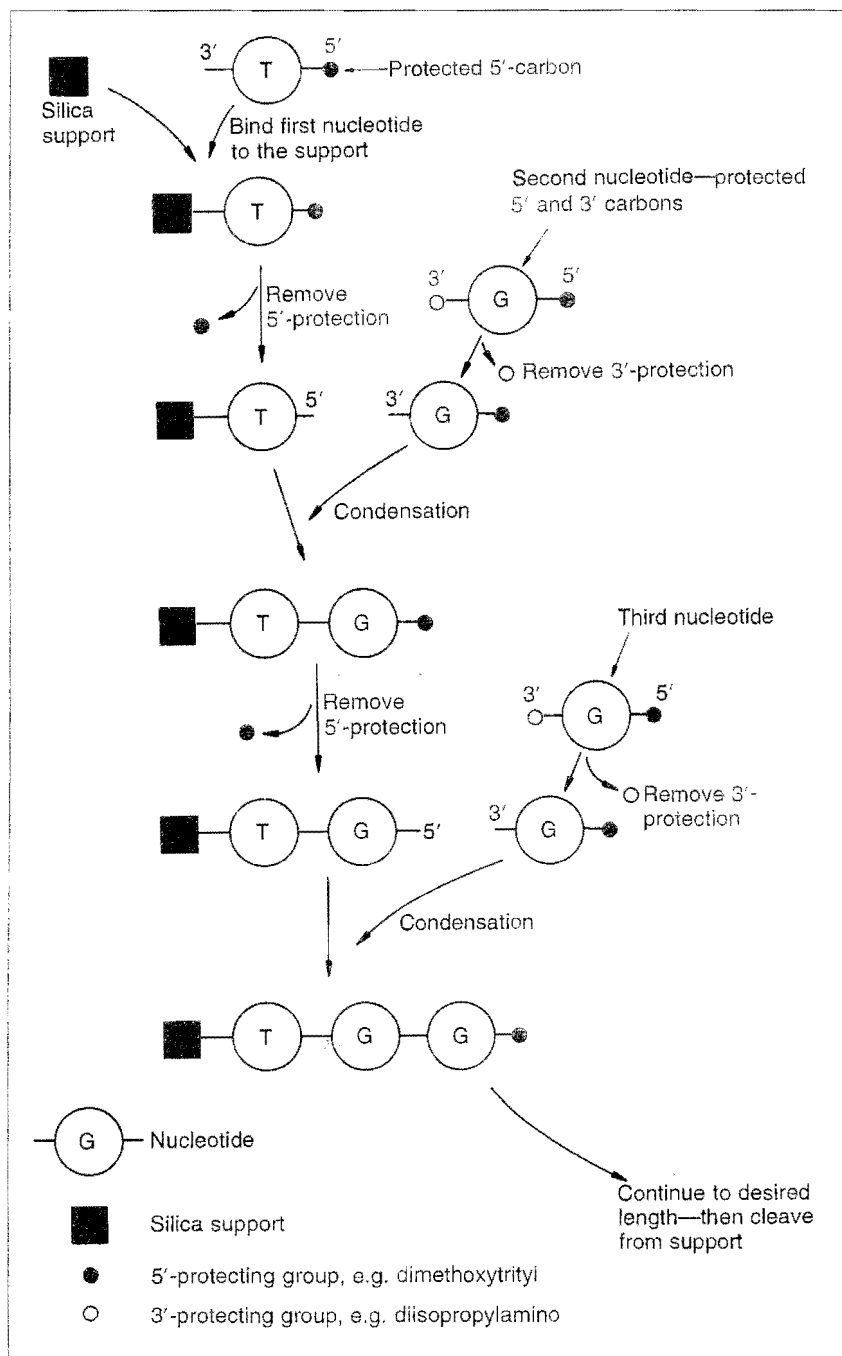 3′
5′
T
Protected 5′-carbon
Silica
support
Bind first nucleotide
to the support
T
Second nucleotide—protected
5′ and 3′ carbons
3′
5′
G
Remove
5′-protection
Remove 3′-protection
T
5′
3′
G
Condensation
T
G
Third nucleotide
3′
5′
G
Remove
5′-protection
Remove 3′-
protection
T
G
5′
3′
G
Condensation
T
G
G
G
Nucleotide
Continue to desired
length—then cleave
from support
Silica support
5′-protecting group, e.g. dimethoxytrityl
3′-protecting group, e.g. diisopropylamino